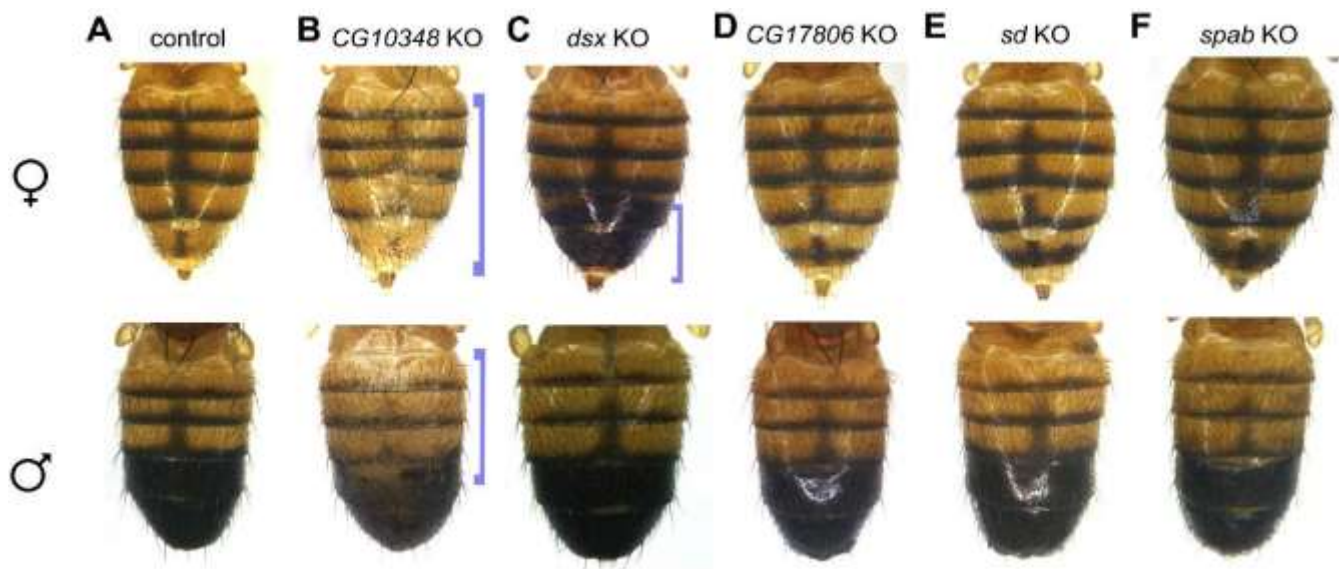 A control B CG10348 KO C dsx KO D CG17806 KO E sd KO F spab KO
♀
♂